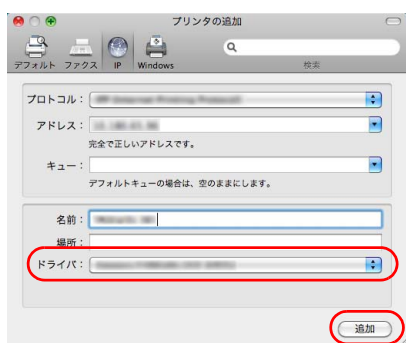 プリンタの追加
デフォルト ファクス IP Windows 検索
プロトコル：
アドレス：
完全で正しいアドレスです。
キュー：
デフォルトキューの場合は、空のままにします。
名前：
場所：
ドライバ：
追加